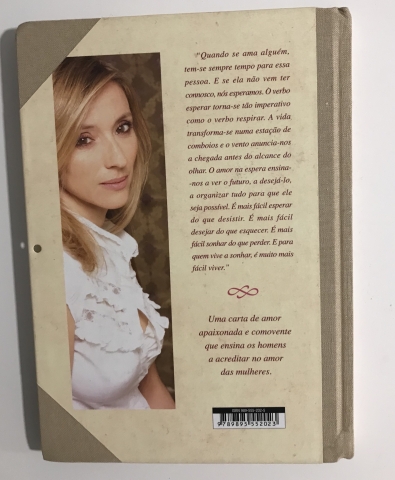 "Quando se ama alguém,
tem-se sempre tempo para essa
pessoa. E se ela não vem ter
connosco, nós esperamos. O verbo
esperar torna-se tão imperativo
como o verbo respirar. A vida
transforma-se numa estação de
comboios e o vento anuncia-nos
a chegada antes do alcance do
olhar. O amor na espera ensina-
-nos a ver o futuro, a desejá-lo,
a organizar tudo para que ele
seja possível. É mais fácil esperar
do que desistir. É mais fácil
desejar do que esquecer. É mais
fácil sonhar do que perder. E para
quem vive a sonhar, é muito mais
fácil viver."
Uma carta de amor
apaixonada e comovente
que ensina os homens
a acreditar no amor
das mulheres.
9789895552023